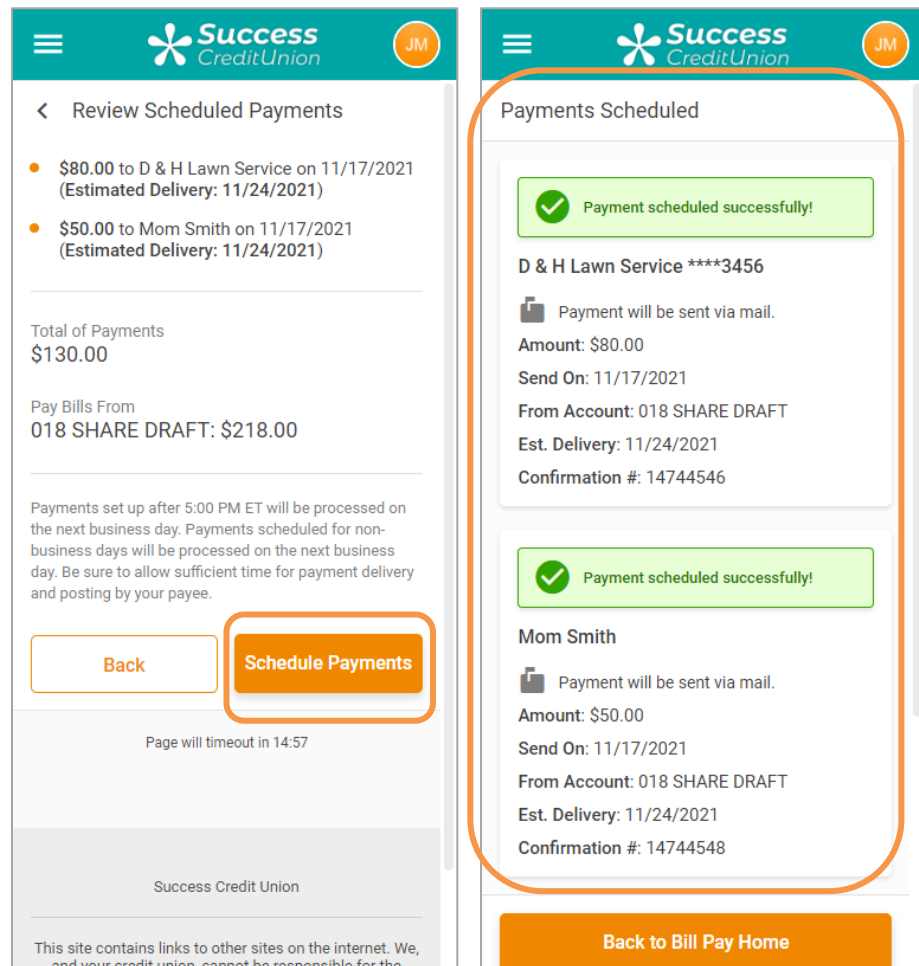 Success
CreditUnion
JM
Review Scheduled Payments
$80.00 to D & H Lawn Service on 11/17/2021
(Estimated Delivery: 11/24/2021)
$50.00 to Mom Smith on 11/17/2021
(Estimated Delivery: 11/24/2021)
Total of Payments
$130.00
Pay Bills From
018 SHARE DRAFT: $218.00
Payments set up after 5:00 PM ET will be processed on
the next business day. Payments scheduled for non-
business days will be processed on the next business
day. Be sure to allow sufficient time for payment delivery
and posting by your payee.
Back
Schedule Payments
Page will timeout in 14:57
Success Credit Union
This site contains links to other sites on the internet. We,
and your credit union, cannot be responsible for the
Success
CreditUnion
JM
Payments Scheduled
Payment scheduled successfully!
D & H Lawn Service ****3456
Payment will be sent via mail.
Amount: $80.00
Send On: 11/17/2021
From Account: 018 SHARE DRAFT
Est. Delivery: 11/24/2021
Confirmation #: 14744546
Payment scheduled successfully!
Mom Smith
Payment will be sent via mail.
Amount: $50.00
Send On: 11/17/2021
From Account: 018 SHARE DRAFT
Est. Delivery: 11/24/2021
Confirmation #: 14744548
Back to Bill Pay Home